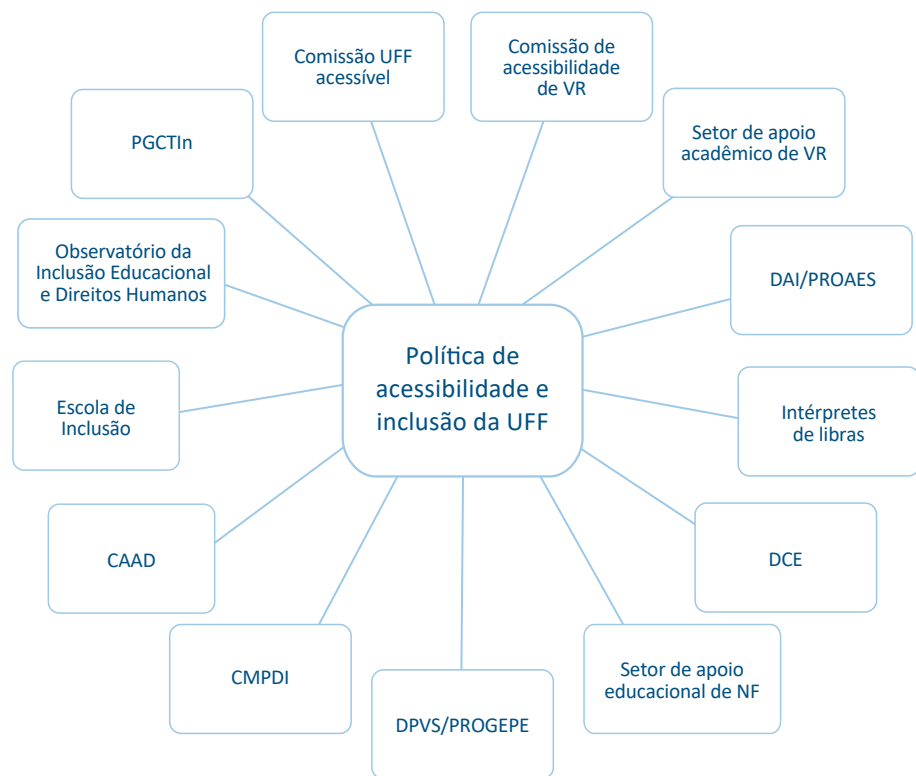 Comissão UFF
acessível
Comissão de
acessibilidade
de VR
PGCTIn
Setor de apoio
acadêmico de VR
Observatório da
Inclusão Educacional
e Direitos Humanos
DAI/PROAES
Política de
acessibilidade e
inclusão da UFF
Escola de
Inclusão
Intérpretes
de libras
CAAD
DCE
CMPDI
Setor de apoio
educacional de NF
DPVS/PROGEPE